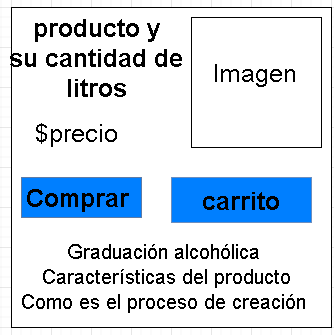 producto y
su cantidad de
litros
Imagen
$precio
Comprar
carrito
Graduación alcohólica
Características del producto
Como es el proceso de creación